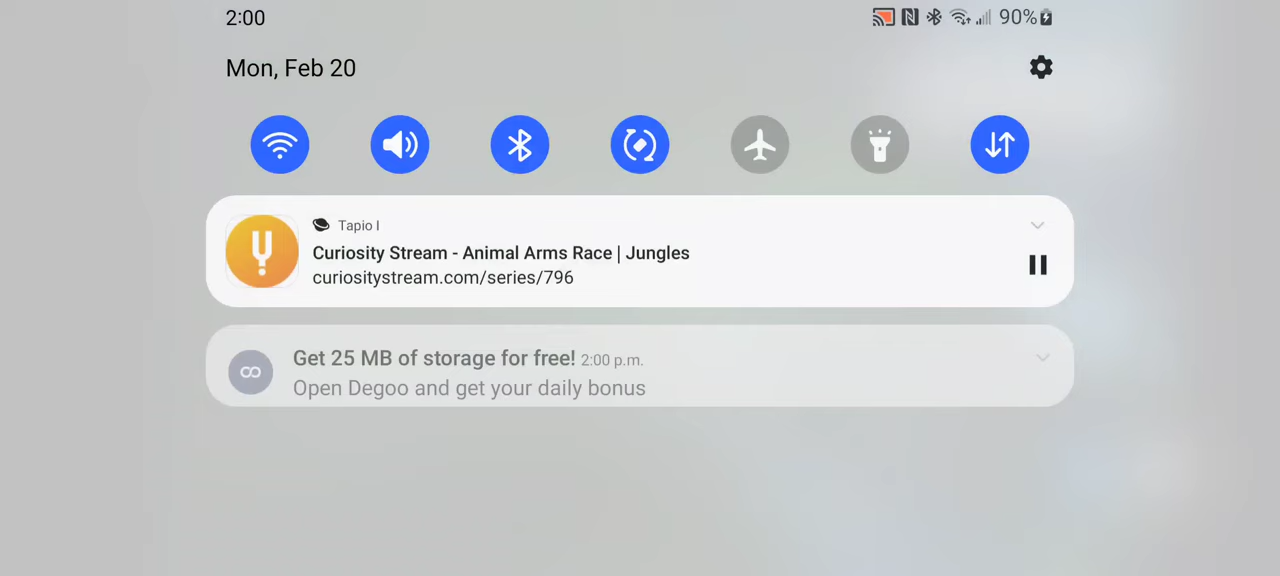 2:00
90%
Mon, Feb 20
Tapio I
Curiosity Stream - Animal Arms Race | Jungles
curiositystream.com/series/796
Get 25 MB of storage for free! 2:00 p.m.
Open Degoo and get your daily bonus